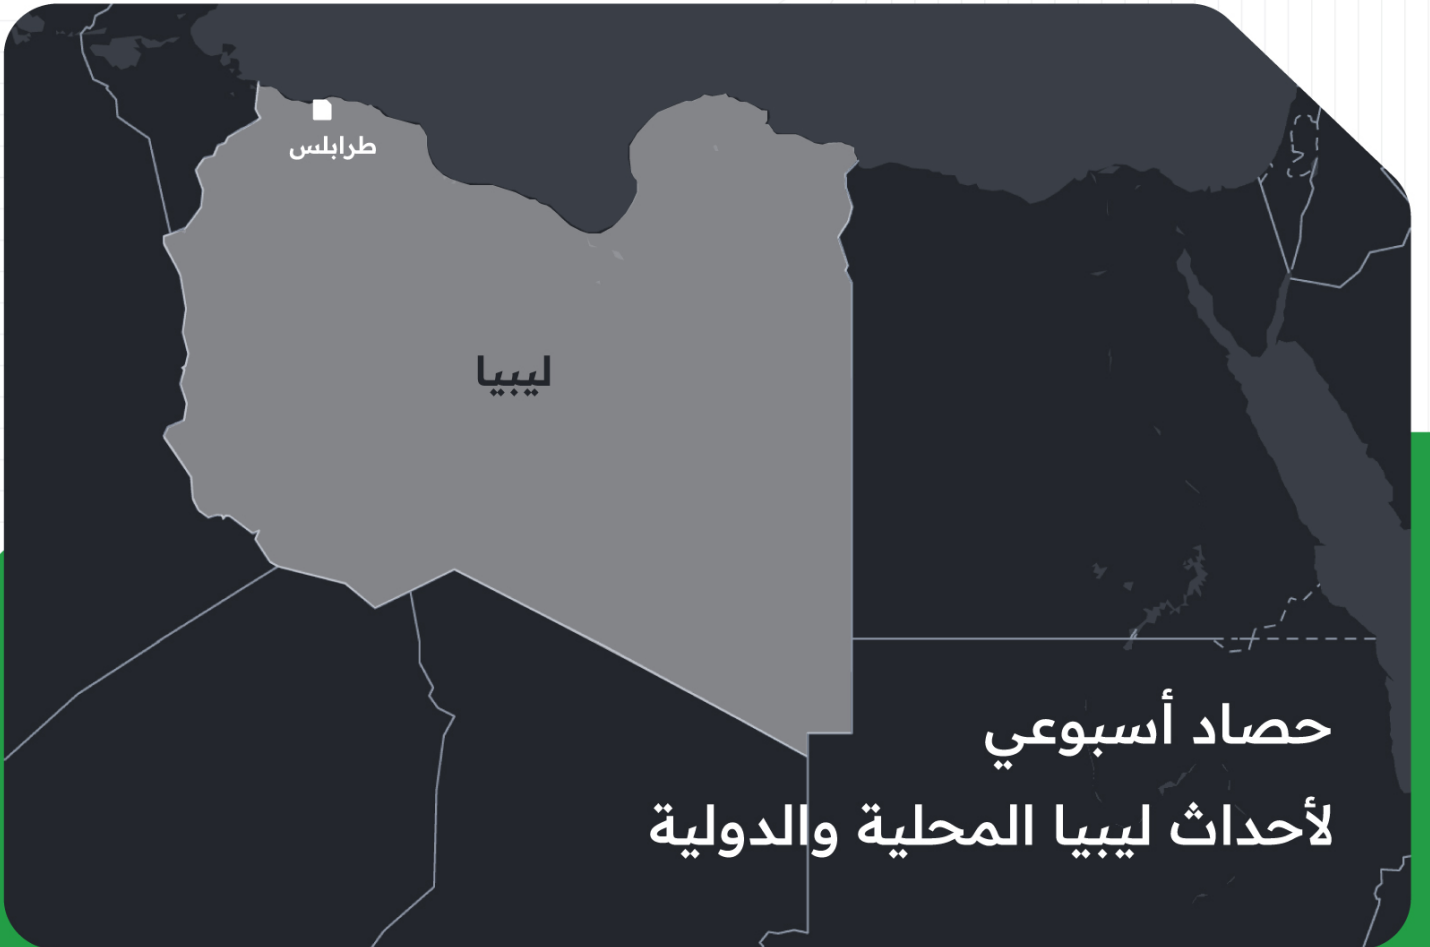 طرابلس
ليبيا
حصاد أسبوعي
لأحداث ليبيا المحلية والدولية